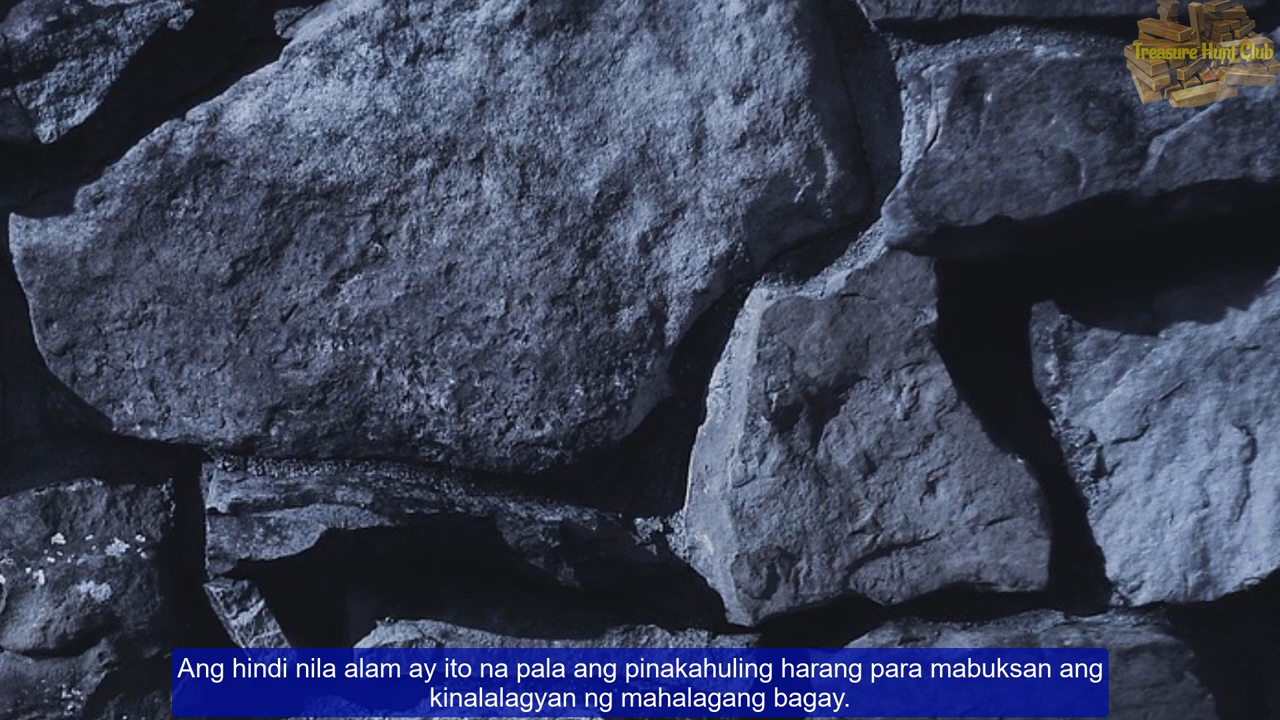 Treasure Hunt Club
Ang hindi nila alam ay ito na pala ang pinakahuling harang para mabuksan ang
kinalalagyan ng mahalagang bagay.